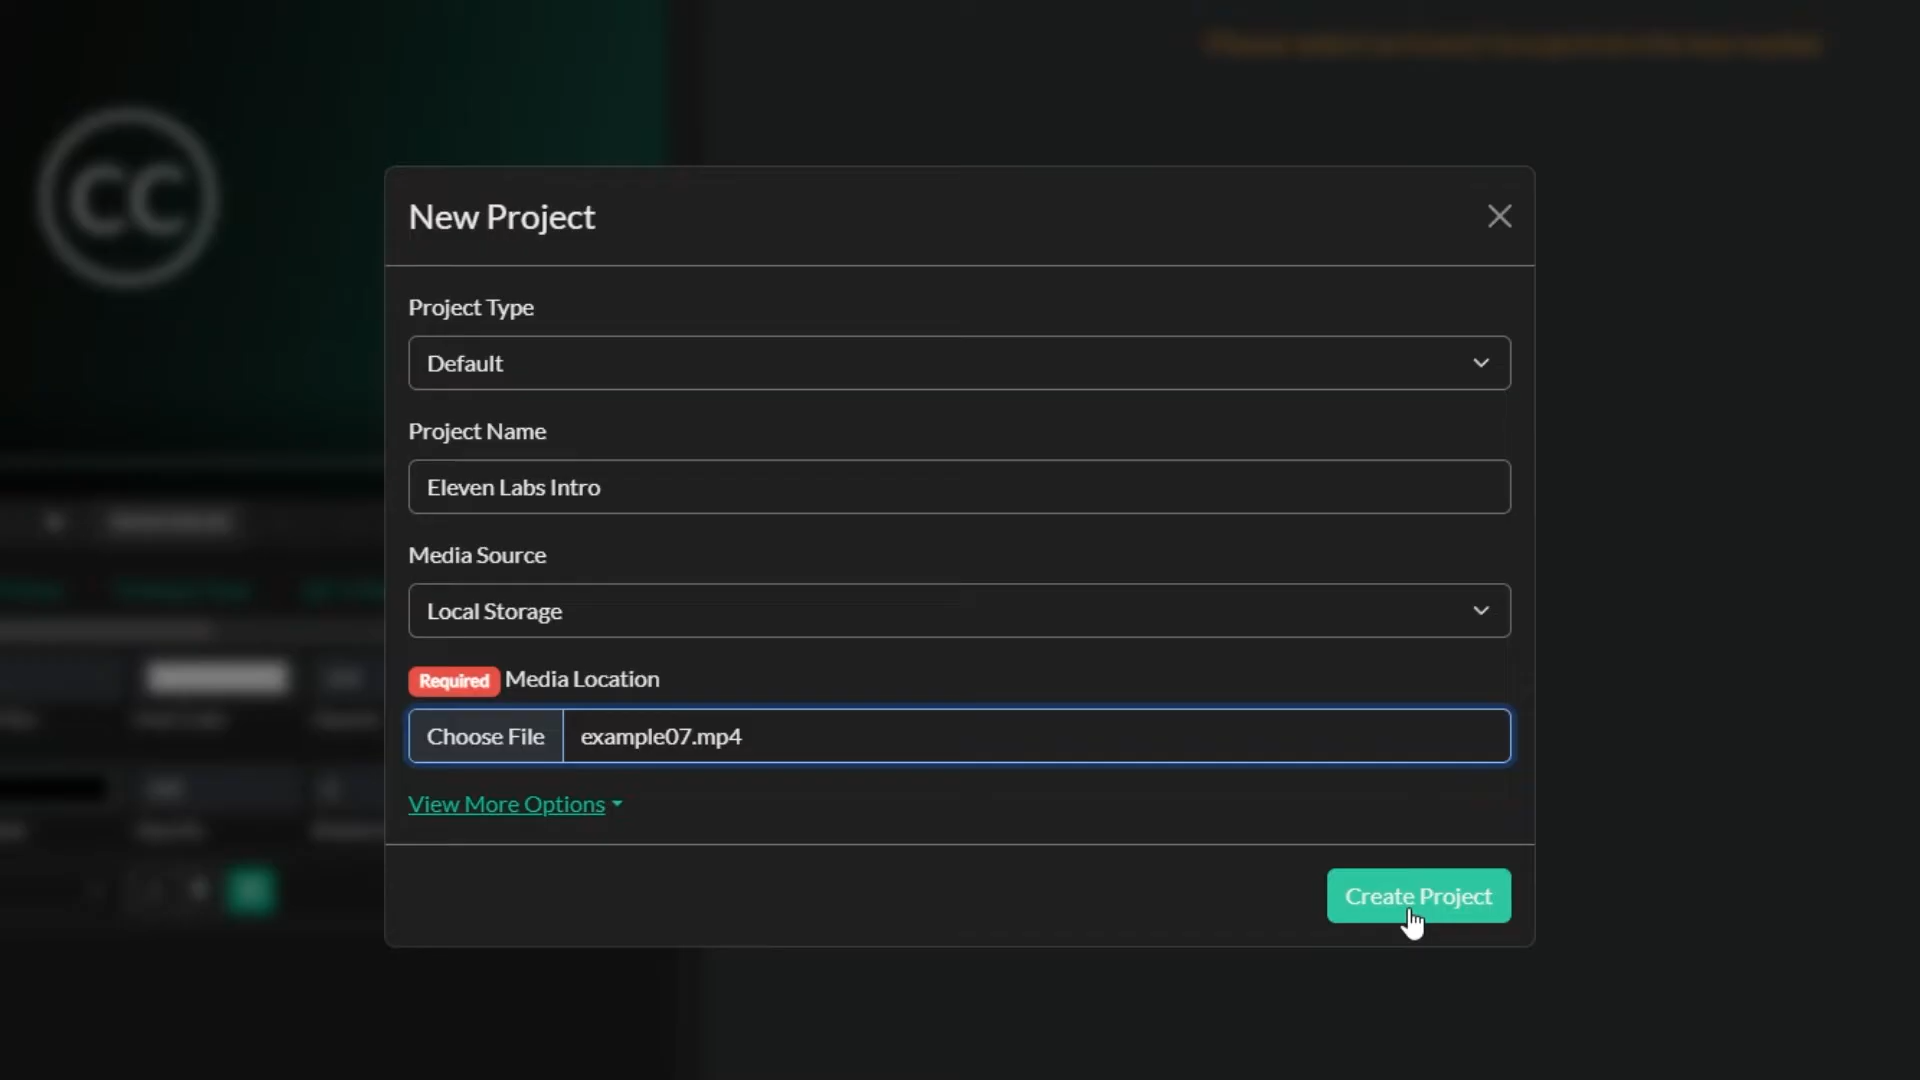 CC
New Project
Project Type
Default
Project Name
Eleven Labs Intro
Media Source
Local Storage
Required Media Location
Choose File example07.mp4
View More Options
Create Project